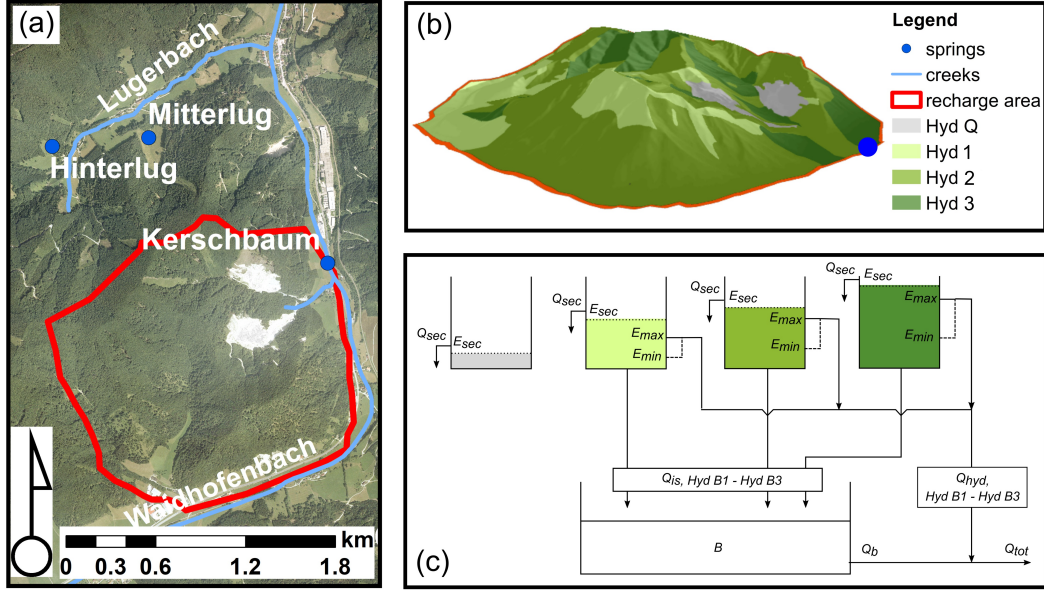 (a)
Lugerbach
Mitterlug
Hinterlug
Kerschbaum
Waidhofenbach
km
0 0.3 0.6 1.2 1.8
(b)
Legend
springs
creeks
recharge area
Hyd Q
Hyd 1
Hyd 2
Hyd 3
Qsec Esec
Qsec Esec
Emax
Emin
Qsec Esec
Emax
Emin
Qsec Esec
Emax
Emin
Qis, Hyd B1 - Hyd B3
Qhyd,
Hyd B1 - Hyd B3
B
Qb
Qtot
(c)